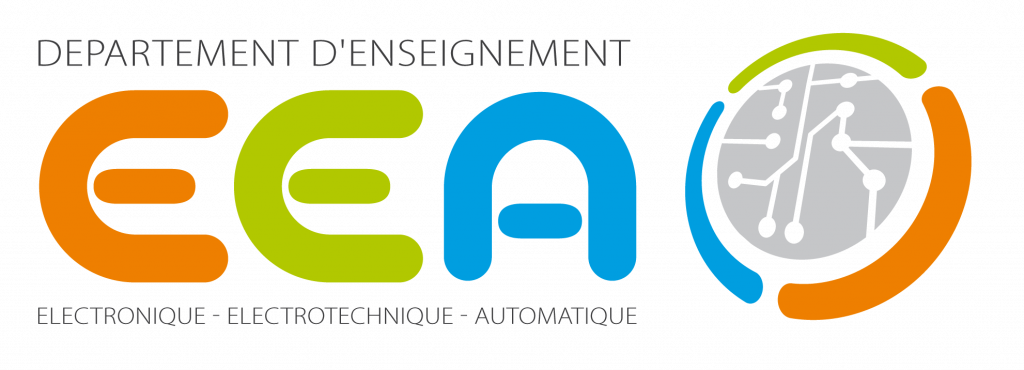 DEPARTEMENT D'ENSEIGNEMENT
EEA
ELECTRONIQUE - ELECTROTECHNIQUE - AUTOMATIQUE